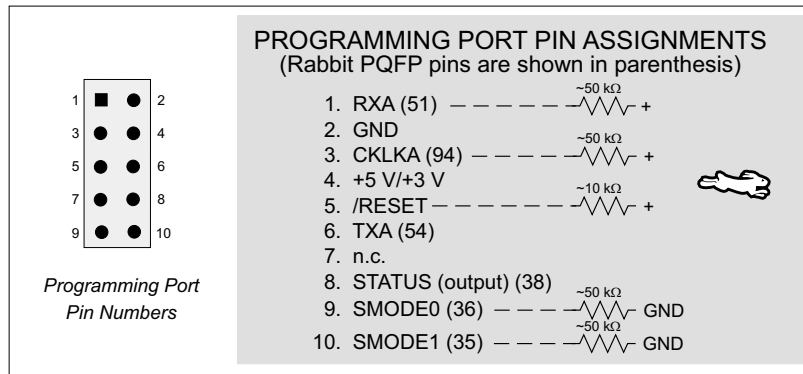 PROGRAMMING PORT PIN ASSIGNMENTS
(Rabbit PQFP pins are shown in parenthesis)
1 2
3 4
5 6
7 8
9 10
Programming Port
Pin Numbers
1. RXA (51) ~50 kΩ +
2. GND
3. CKLKA (94) ~50 kΩ +
4. +5 V/+3 V
5. /RESET ~10 kΩ +
6. TXA (54)
7. n.c.
8. STATUS (output) (38)
9. SMODE0 (36) ~50 kΩ GND
10. SMODE1 (35) ~50 kΩ GND